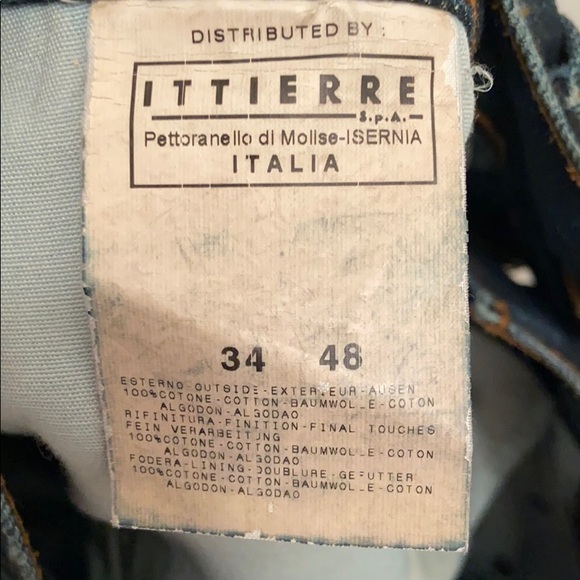 DISTRIBUTED BY :
ITTIERRE
S.p.A.
Pettoranello di Molise-ISERNIA
ITALIA
34 48
ESTERNO-OUTSIDE-EXTERIEUR-AUSEN
100%COTONE-COTTON-BAUMWOLLE-COTON
ALGODON-ALGODAO
RIFINITURA-FINITION-FINAL TOUCHES
FEIN VERARBEITUNG
100%COTONE-COTTON-BAUMWOLLE-COTON
ALGODON-ALGODAO
FODERA-LINING-DOUBLURE-GEFUTTER
100%COTONE-COTTON-BAUMWOLLE-COTON
ALGODON-ALGODAO